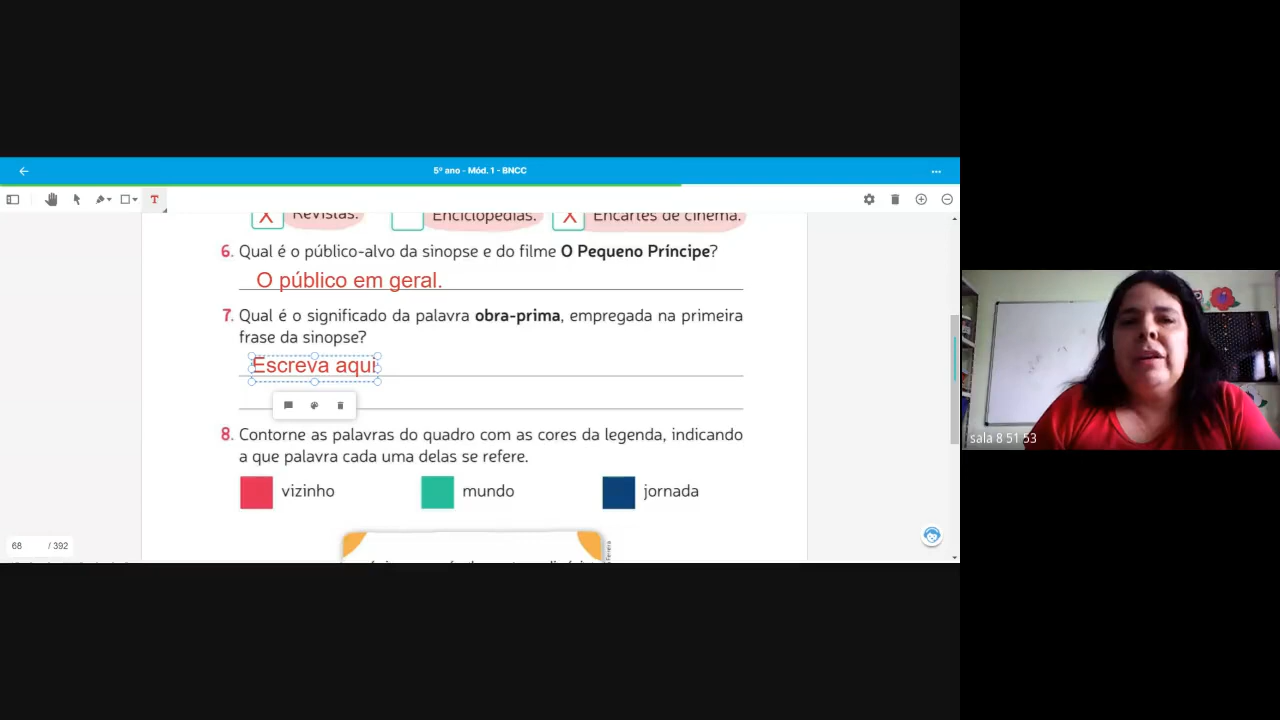 5º ano - Mód. 1 - BNCC
X Revistas. Enciclopédias. X Encartes de cinema.
6. Qual é o público-alvo da sinopse e do filme O Pequeno Príncipe?
O público em geral.
7. Qual é o significado da palavra obra-prima, empregada na primeira
frase da sinopse?
Escreva aqui
8. Contorne as palavras do quadro com as cores da legenda, indicando
a que palavra cada uma delas se refere.
vizinho mundo jornada
68 / 392
sala 8 51 53